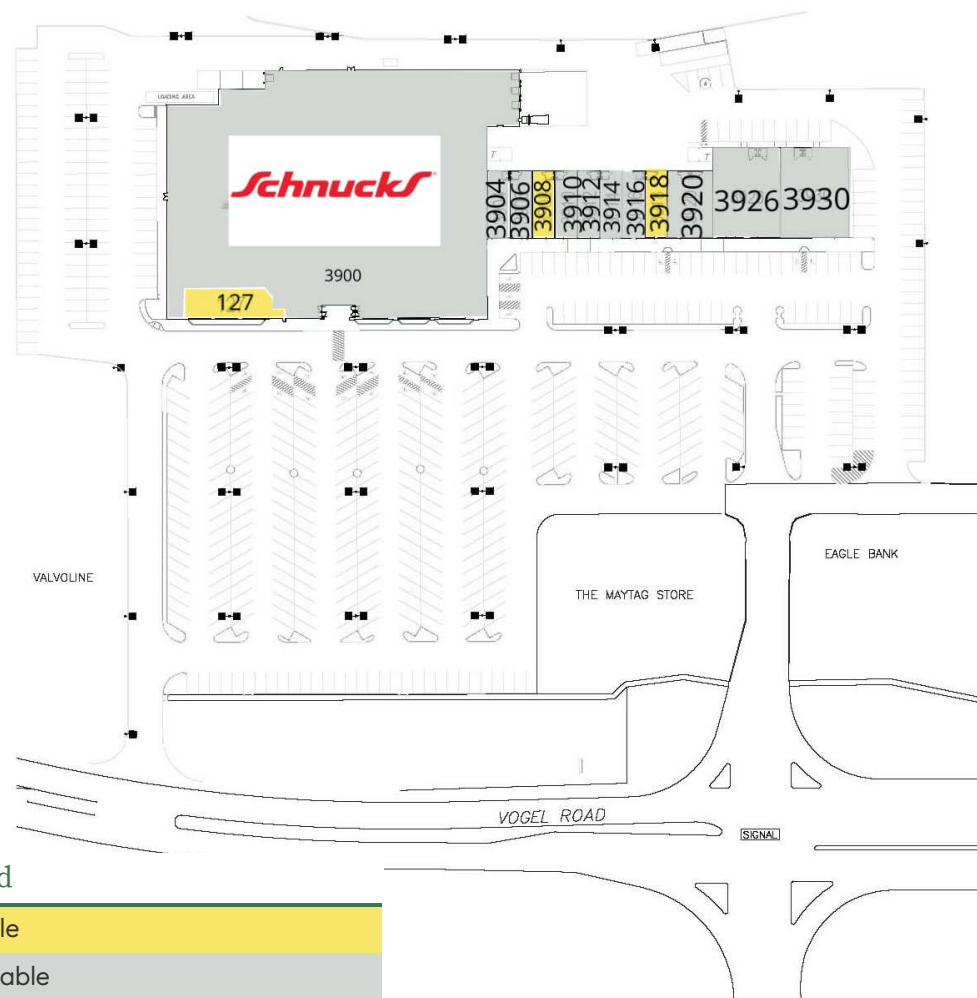 LOADING AREA
Schnucks
T
T
3904
3906
3908
3910
3912
3914
3916
3918
3920
3926
3930
3900
127
VALVOLINE
THE MAYTAG STORE
EAGLE BANK
VOGEL ROAD
SIGNAL
d
le
able